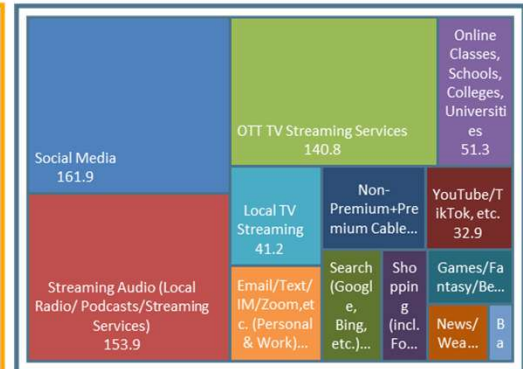 Social Media
161.9
Streaming Audio (Local
Radio/ Podcasts/Streaming
Services)
153.9
OTT TV Streaming Services
140.8
Online
Classes,
Schools,
Colleges,
Universiti
es
51.3
Local TV
Streaming
41.2
Non-
Premium+Pre
mium Cable...
YouTube/T
ikTok, etc.
32.9
Email/Text/
IM/Zoom,et
c. (Personal
& Work)...
Search
(Googl
e,
Bing,
etc.)...
Sho
ppin
g
(incl.
Fo...
Games/Fa
ntasy/Be...
News/
Wea...
Ba